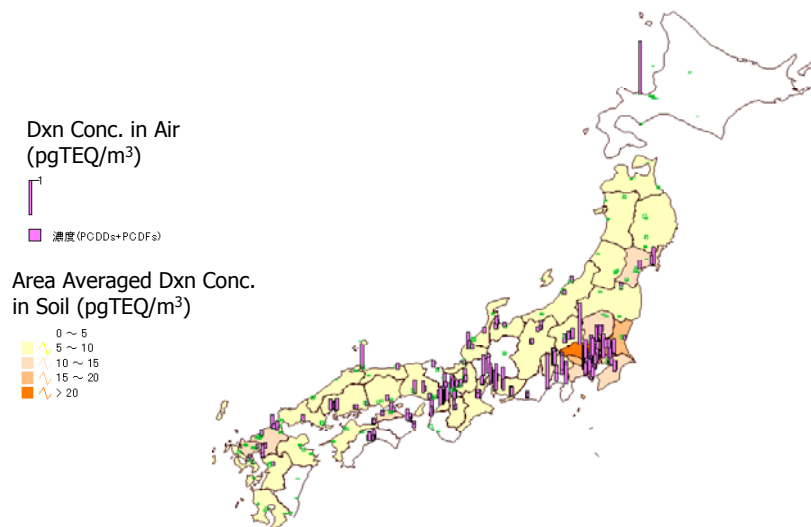 Dxn Conc. in Air
(pgTEQ/m³)
1
濃度(PCDDs+PCDFs)
Area Averaged Dxn Conc.
in Soil (pgTEQ/m³)
0 ～ 5
5 ～ 10
10 ～ 15
15 ～ 20
> 20